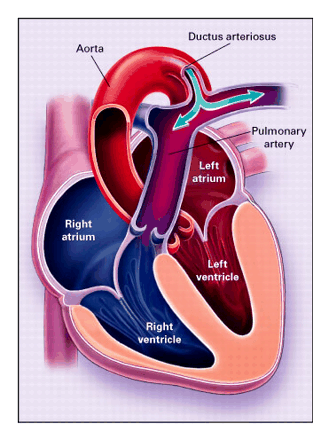 Ductus arteriosus
Aorta
Pulmonary
artery
Left
atrium
Right
atrium
Left
ventricle
Right
ventricle